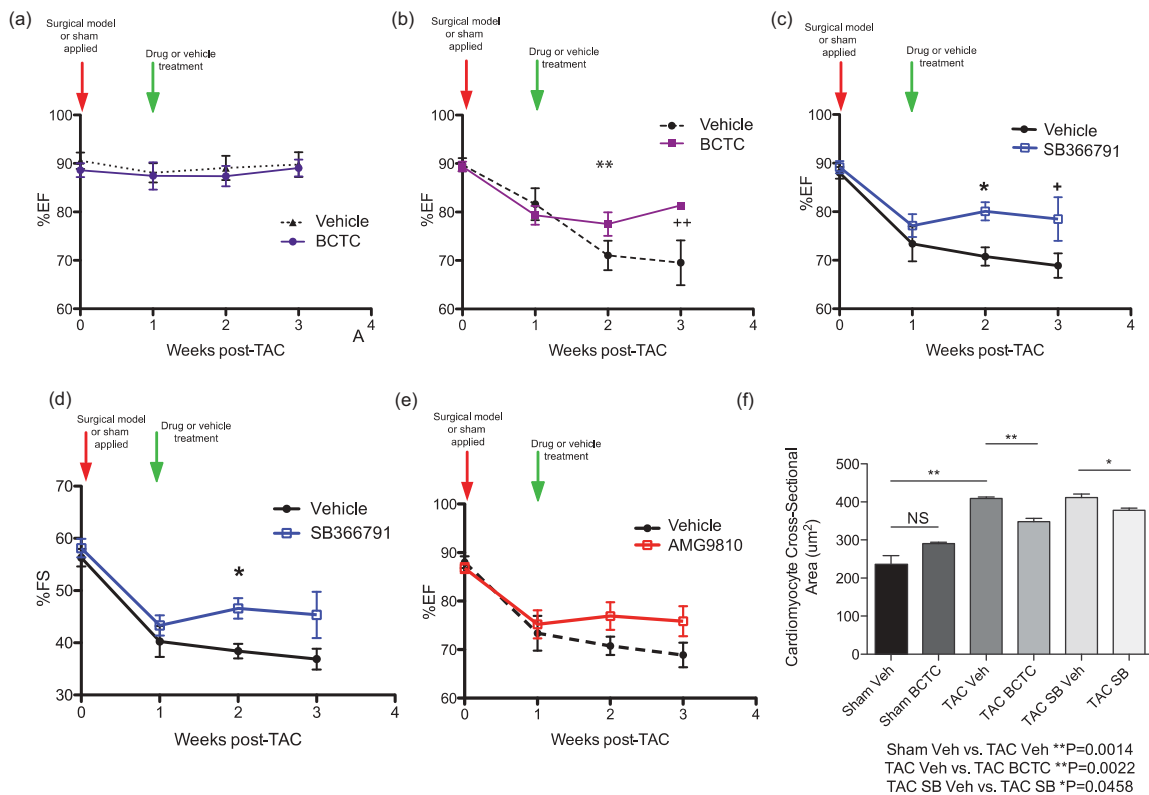 (a)
Surgical model
or sham
applied
Drug or vehicle
treatment
100
90
80
70
60
%EF
Vehicle
BCTC
0
1
2
3
4
A
Weeks post-TAC
(b)
Surgical model
or sham
applied
Drug or vehicle
treatment
100
90
80
70
60
%EF
Vehicle
BCTC
**
++
0
1
2
3
4
Weeks post-TAC
(c)
Surgical model
or sham
applied
Drug or vehicle
treatment
100
90
80
70
60
%EF
Vehicle
SB366791
*
+
0
1
2
3
4
Weeks post-TAC
(d)
Surgical model
or sham
applied
Drug or vehicle
treatment
70
60
50
40
30
%FS
Vehicle
SB366791
*
0
1
2
3
4
Weeks post-TAC
(e)
Surgical model
or sham
applied
Drug or vehicle
treatment
100
90
80
70
60
%EF
Vehicle
AMG9810
0
1
2
3
4
Weeks post-TAC
(f)
Cardiomyocyte Cross-Sectional
Area (um²)
500
400
300
200
100
0
NS
**
**
*
Sham Veh
Sham BCTC
TAC Veh
TAC BCTC
TAC SB Veh
TAC SB
Sham Veh vs. TAC Veh **P=0.0014
TAC Veh vs. TAC BCTC **P=0.0022
TAC SB Veh vs. TAC SB *P=0.0458